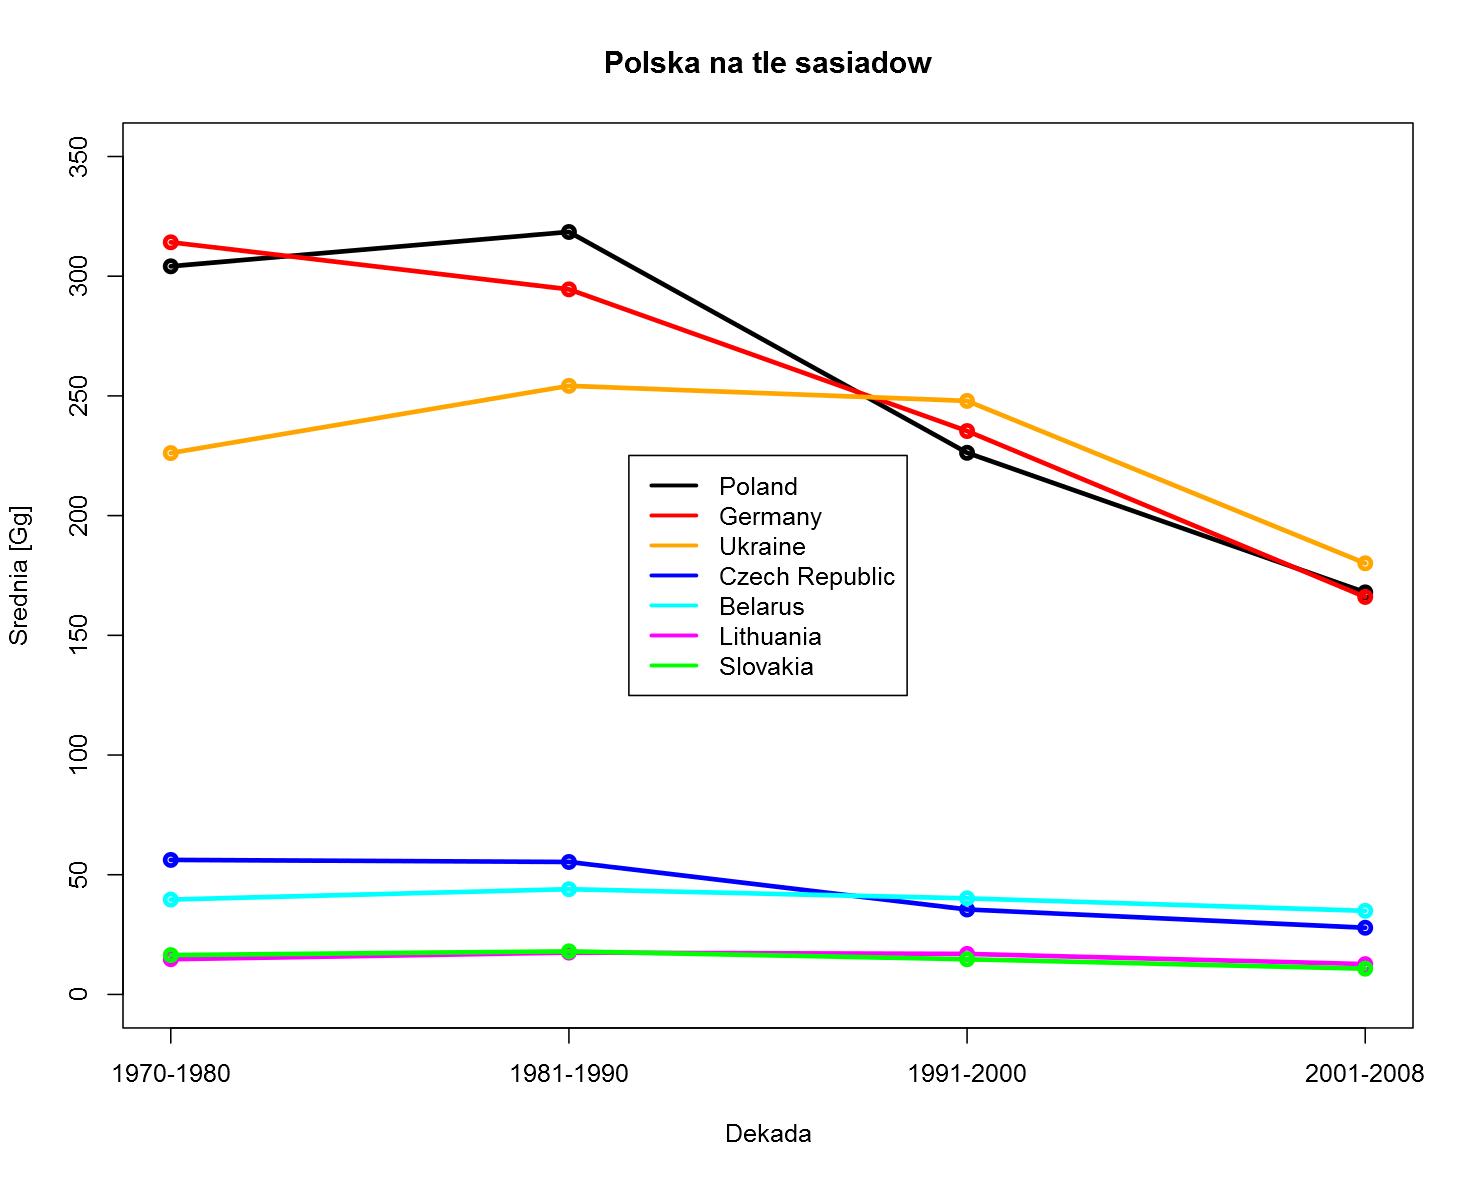 Polska na tle sasiadow
Srednia [Gg]
350
300
250
200
150
100
50
0
Poland
Germany
Ukraine
Czech Republic
Belarus
Lithuania
Slovakia
1970-1980 1981-1990 1991-2000 2001-2008
Dekada